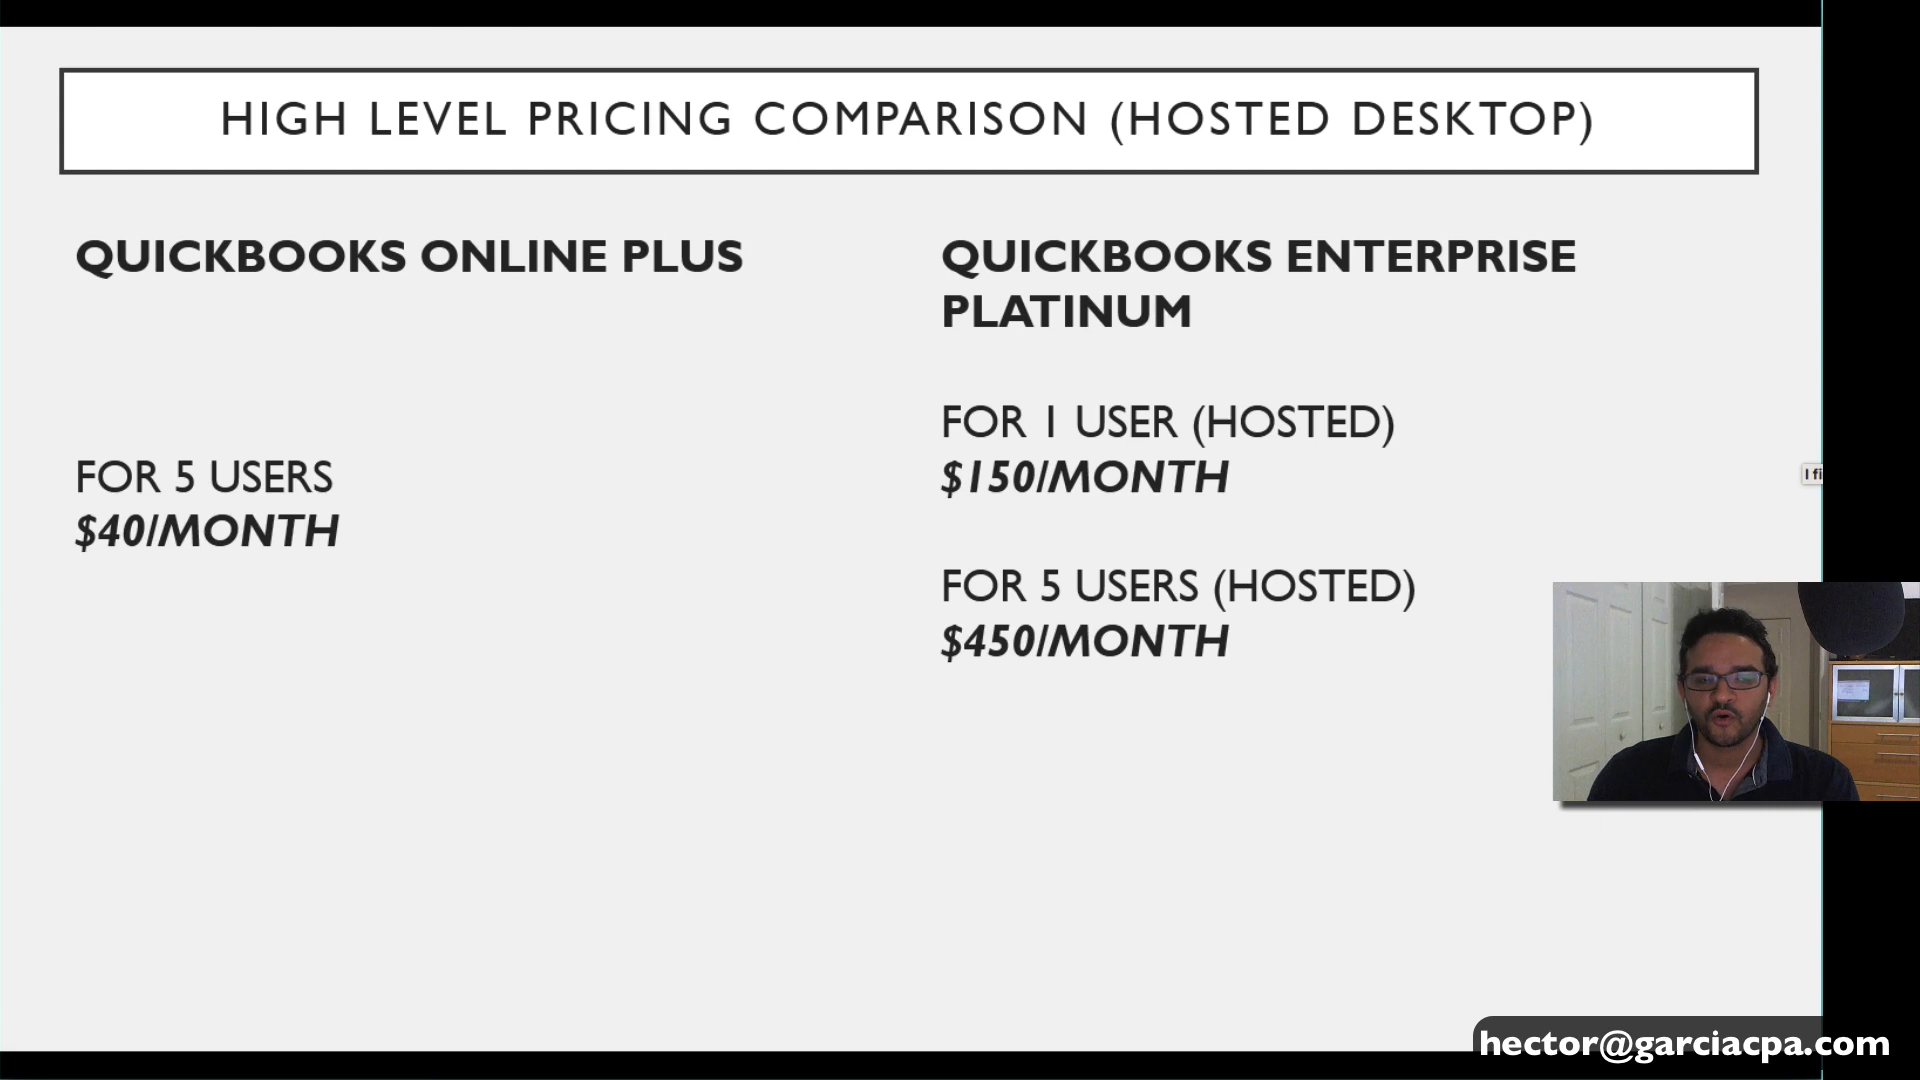 HIGH LEVEL PRICING COMPARISON (HOSTED DESKTOP)
QUICKBOOKS ONLINE PLUS
FOR 5 USERS
$40/MONTH
QUICKBOOKS ENTERPRISE
PLATINUM
FOR 1 USER (HOSTED)
$150/MONTH
FOR 5 USERS (HOSTED)
$450/MONTH
I fi
hector@garciacpa.com